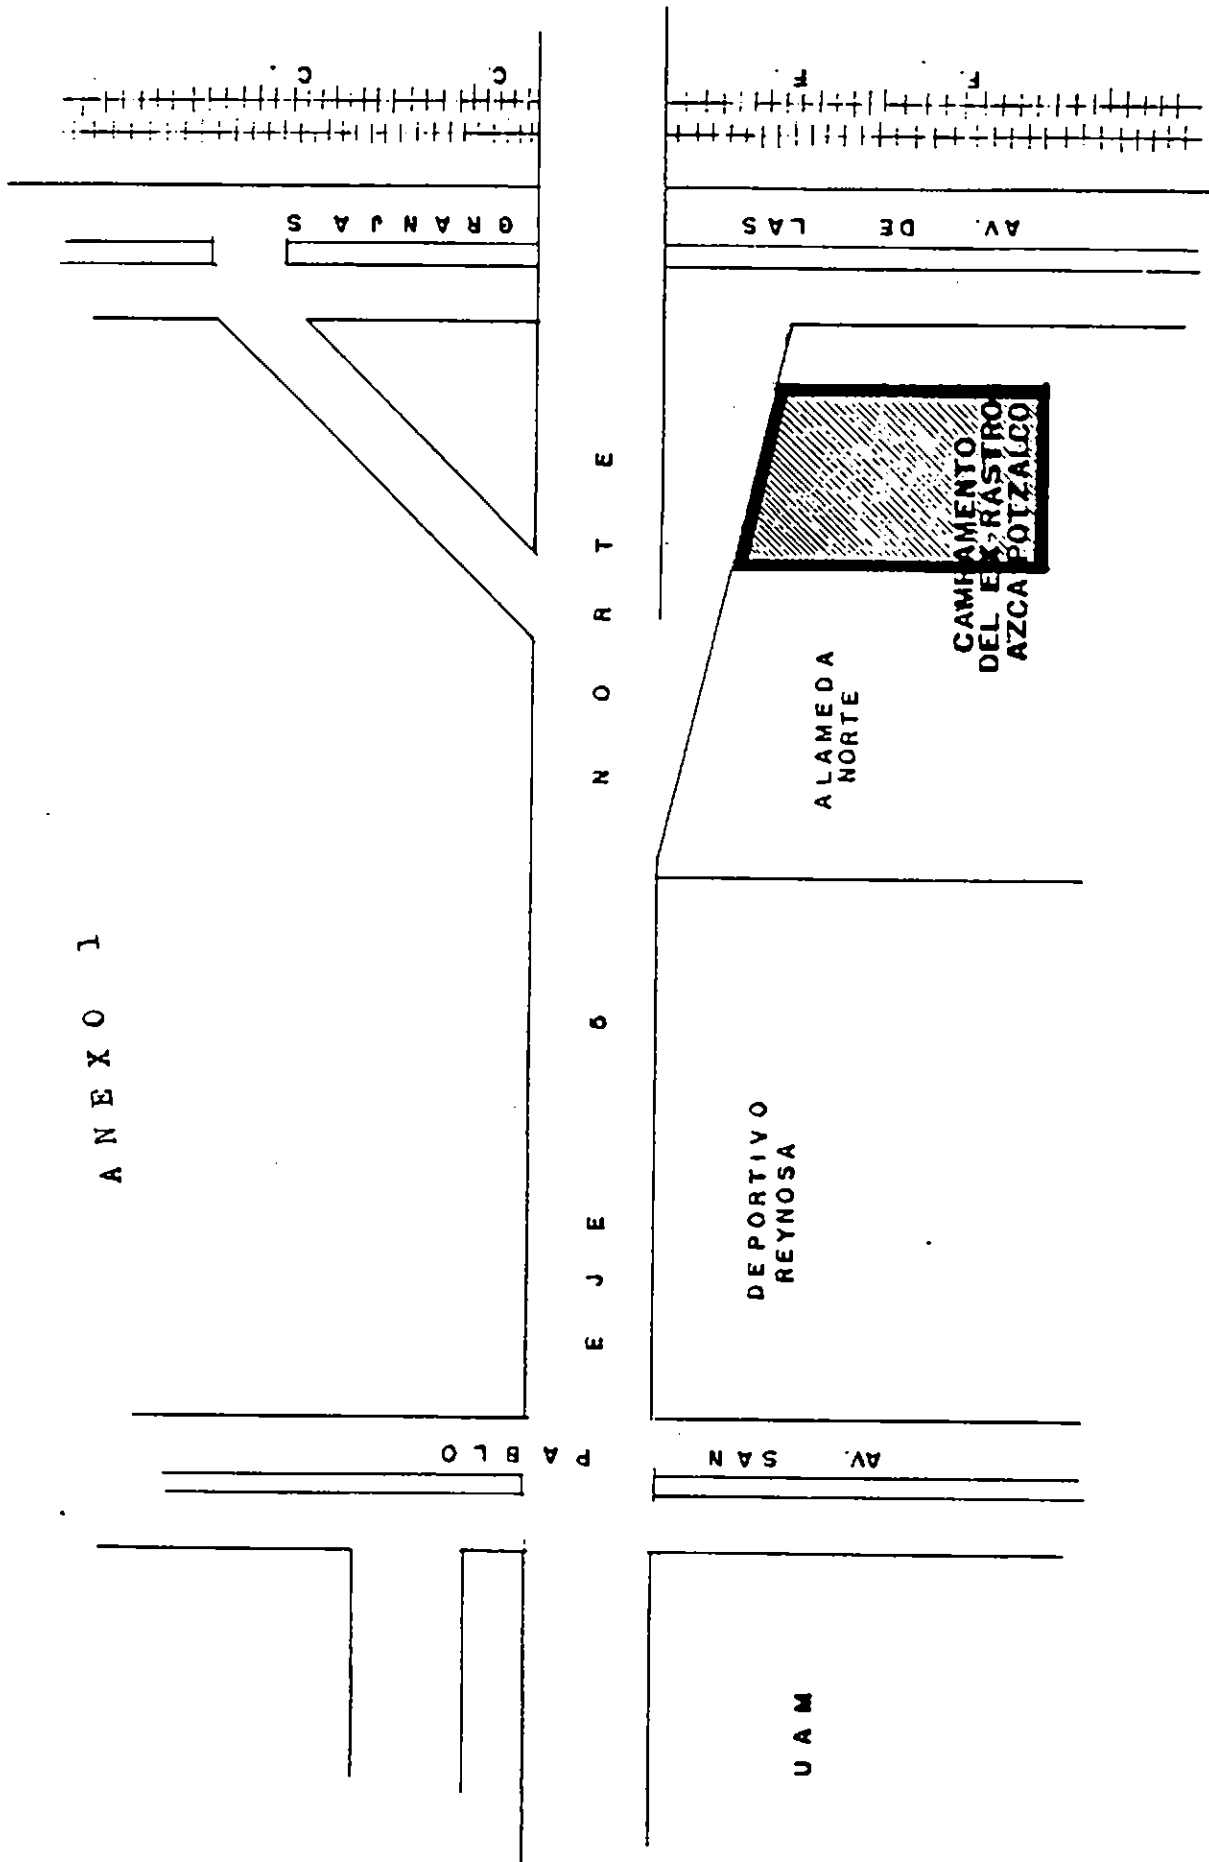 ANEXO 1
EJE 6 NORTE
AV. SAN PABLO
AV. DE LAS GRANJAS
F F C C
UAM
DEPORTIVO
REYNOSA
ALAMEDA
NORTE
CAMPAMENTO
DEL EX-RASTRO
AZCAPOTZALCO